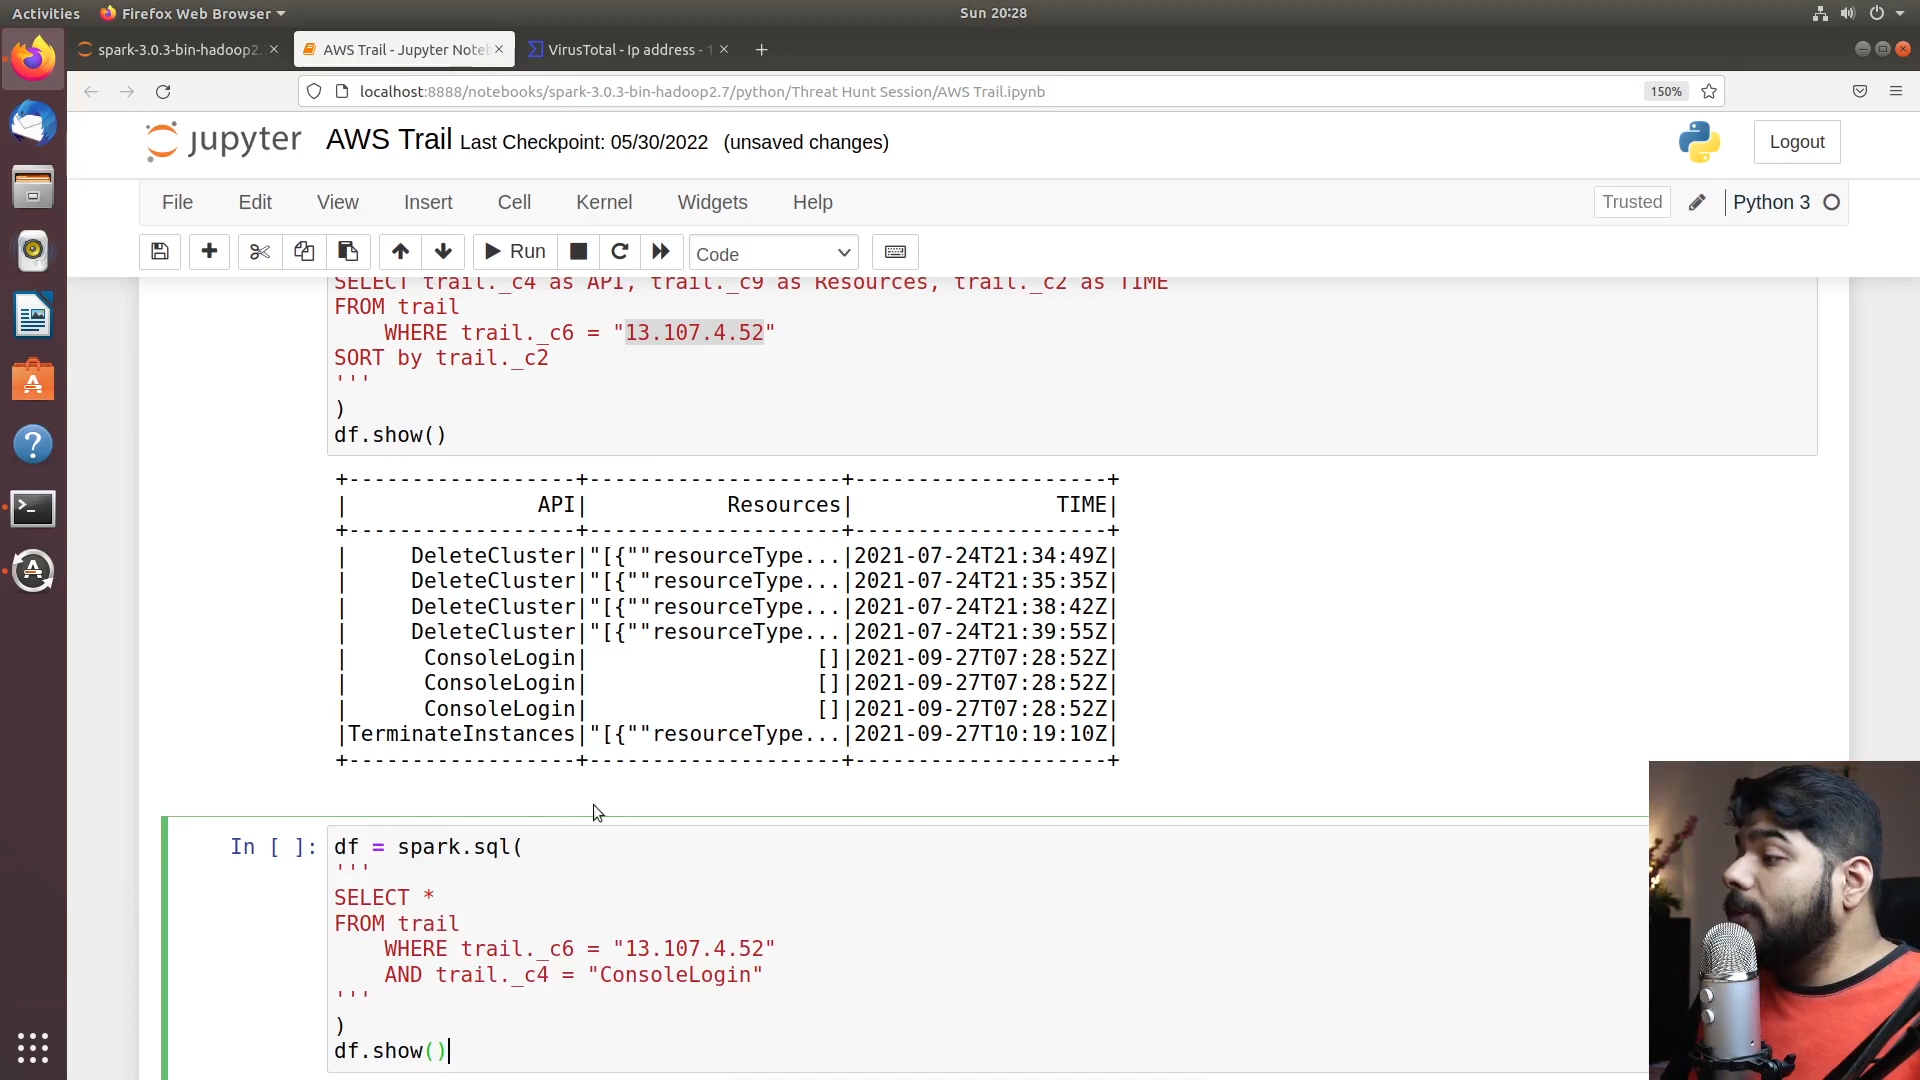 Activities Firefox Web Browser Sun 20:28
spark-3.0.3-bin-hadoop2. AWS Trail - Jupyter Noteb VirusTotal - Ip address - 1
localhost:8888/notebooks/spark-3.0.3-bin-hadoop2.7/python/Threat Hunt Session/AWS Trail.ipynb 150%
jupyter AWS Trail Last Checkpoint: 05/30/2022 (unsaved changes) Logout
File Edit View Insert Cell Kernel Widgets Help Trusted Python 3
Run Code
SELECT trail._c4 as API, trail._c9 as Resources, trail._c2 as TIME
FROM trail
WHERE trail._c6 = "13.107.4.52"
SORT by trail._c2
'''
)
df.show()
+------------------+--------------------+--------------------+
| API| Resources| TIME|
+------------------+--------------------+--------------------+
| DeleteCluster|"[{""resourceType...|2021-07-24T21:34:49Z|
| DeleteCluster|"[{""resourceType...|2021-07-24T21:35:35Z|
| DeleteCluster|"[{""resourceType...|2021-07-24T21:38:42Z|
| DeleteCluster|"[{""resourceType...|2021-07-24T21:39:55Z|
| ConsoleLogin| []|2021-09-27T07:28:52Z|
| ConsoleLogin| []|2021-09-27T07:28:52Z|
| ConsoleLogin| []|2021-09-27T07:28:52Z|
|TerminateInstances|"[{""resourceType...|2021-09-27T10:19:10Z|
+------------------+--------------------+--------------------+
In [ ]: df = spark.sql(
'''
SELECT *
FROM trail
WHERE trail._c6 = "13.107.4.52"
AND trail._c4 = "ConsoleLogin"
'''
)
df.show()